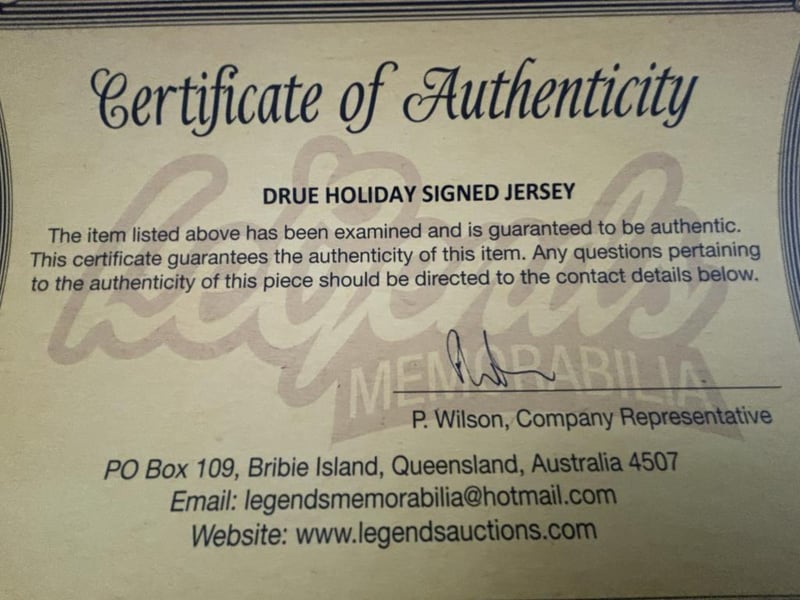 Certificate of Authenticity
Legends
MEMORABILIA
DRUE HOLIDAY SIGNED JERSEY
The item listed above has been examined and is guaranteed to be authentic.
This certificate guarantees the authenticity of this item. Any questions pertaining
to the authenticity of this piece should be directed to the contact details below.
P. Wilson, Company Representative
PO Box 109, Bribie Island, Queensland, Australia 4507
Email: legendsmemorabilia@hotmail.com
Website: www.legendsauctions.com